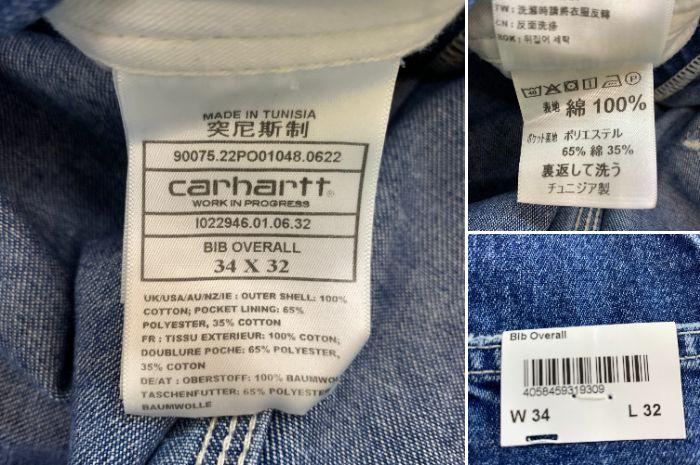 MADE IN TUNISIA
突尼斯制
90075.22PO01048.0622
carhartt
WORK IN PROGRESS
I022946.01.06.32
BIB OVERALL
34 X 32
UK/USA/AU/NZ/IE : OUTER SHELL: 100%
COTTON; POCKET LINING: 65%
POLYESTER, 35% COTTON
FR : TISSU EXTERIEUR: 100% COTON;
DOUBLURE POCHE: 65% POLYESTER,
35% COTON
DE/AT : OBERSTOFF: 100% BAUMWOLLE
TASCHENFUTTER: 65% POLYESTER
BAUMWOLLE
TW : 洗滌時請將衣服反轉
CN : 反面洗涤
ROK : 뒤집어 세탁
表地 綿 100%
ポケット裏地 ポリエステル
65% 綿 35%
裏返して洗う
チュニジア製
Bib Overall
4058459319309
W 34 L 32